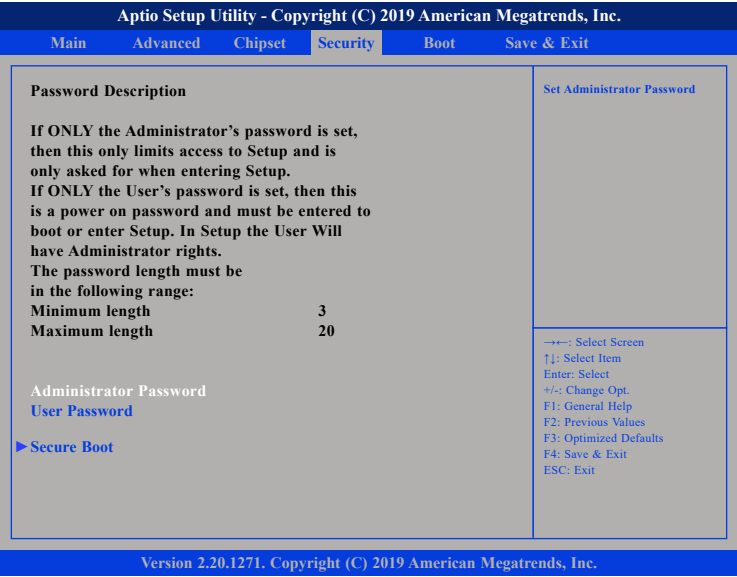 Aptio Setup Utility - Copyright (C) 2019 American Megatrends, Inc.
Main Advanced Chipset Security Boot Save & Exit
Password Description
If ONLY the Administrator's password is set,
then this only limits access to Setup and is
only asked for when entering Setup.
If ONLY the User's password is set, then this
is a power on password and must be entered to
boot or enter Setup. In Setup the User Will
have Administrator rights.
The password length must be
in the following range:
Minimum length 3
Maximum length 20
Administrator Password
User Password
►Secure Boot
Set Administrator Password
→←: Select Screen
↑↓: Select Item
Enter: Select
+/-: Change Opt.
F1: General Help
F2: Previous Values
F3: Optimized Defaults
F4: Save & Exit
ESC: Exit
Version 2.20.1271. Copyright (C) 2019 American Megatrends, Inc.